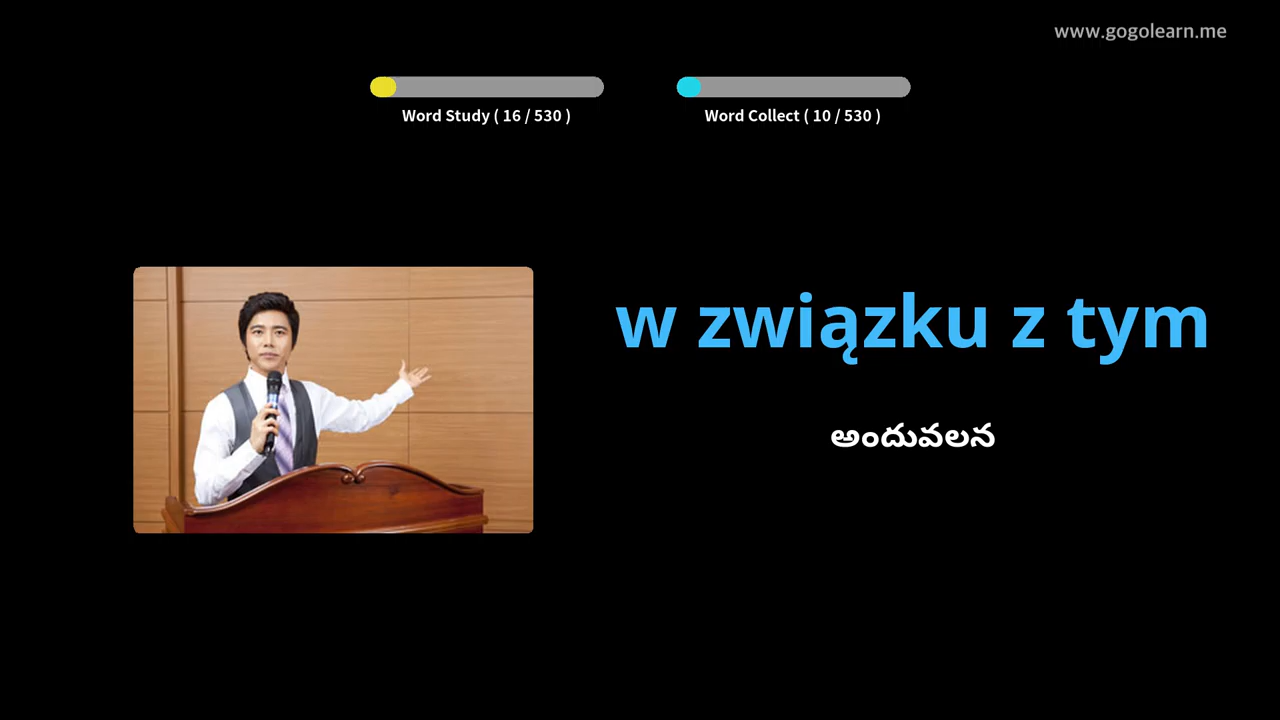 www.gogolearn.me
Word Study ( 16 / 530 )
Word Collect ( 10 / 530 )
w związku z tym
అందువలన